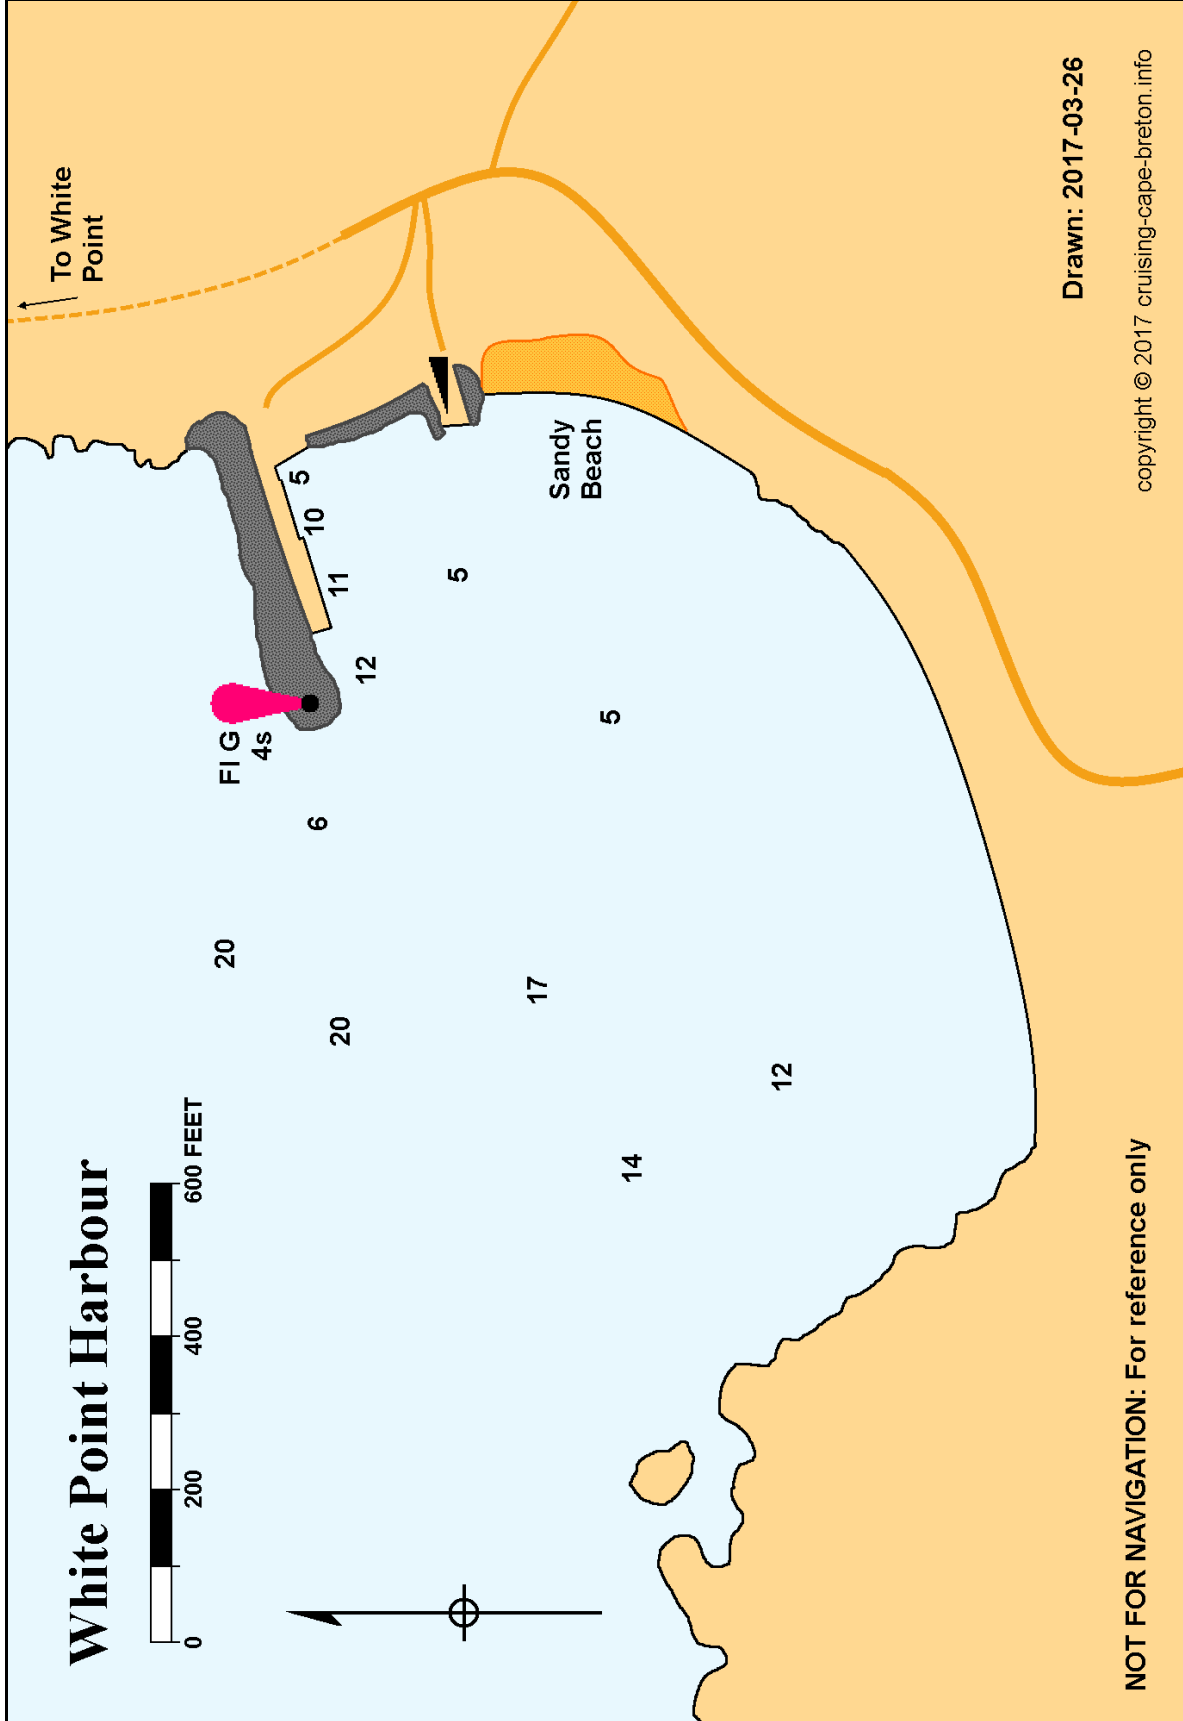 White Point Harbour
0 200 400 600 FEET
To White
Point
Fl G
4s
5
10
11
12
5
6
20
20
5
17
12
14
Sandy
Beach
Drawn: 2017-03-26
NOT FOR NAVIGATION: For reference only
copyright © 2017 cruising-cape-breton.info